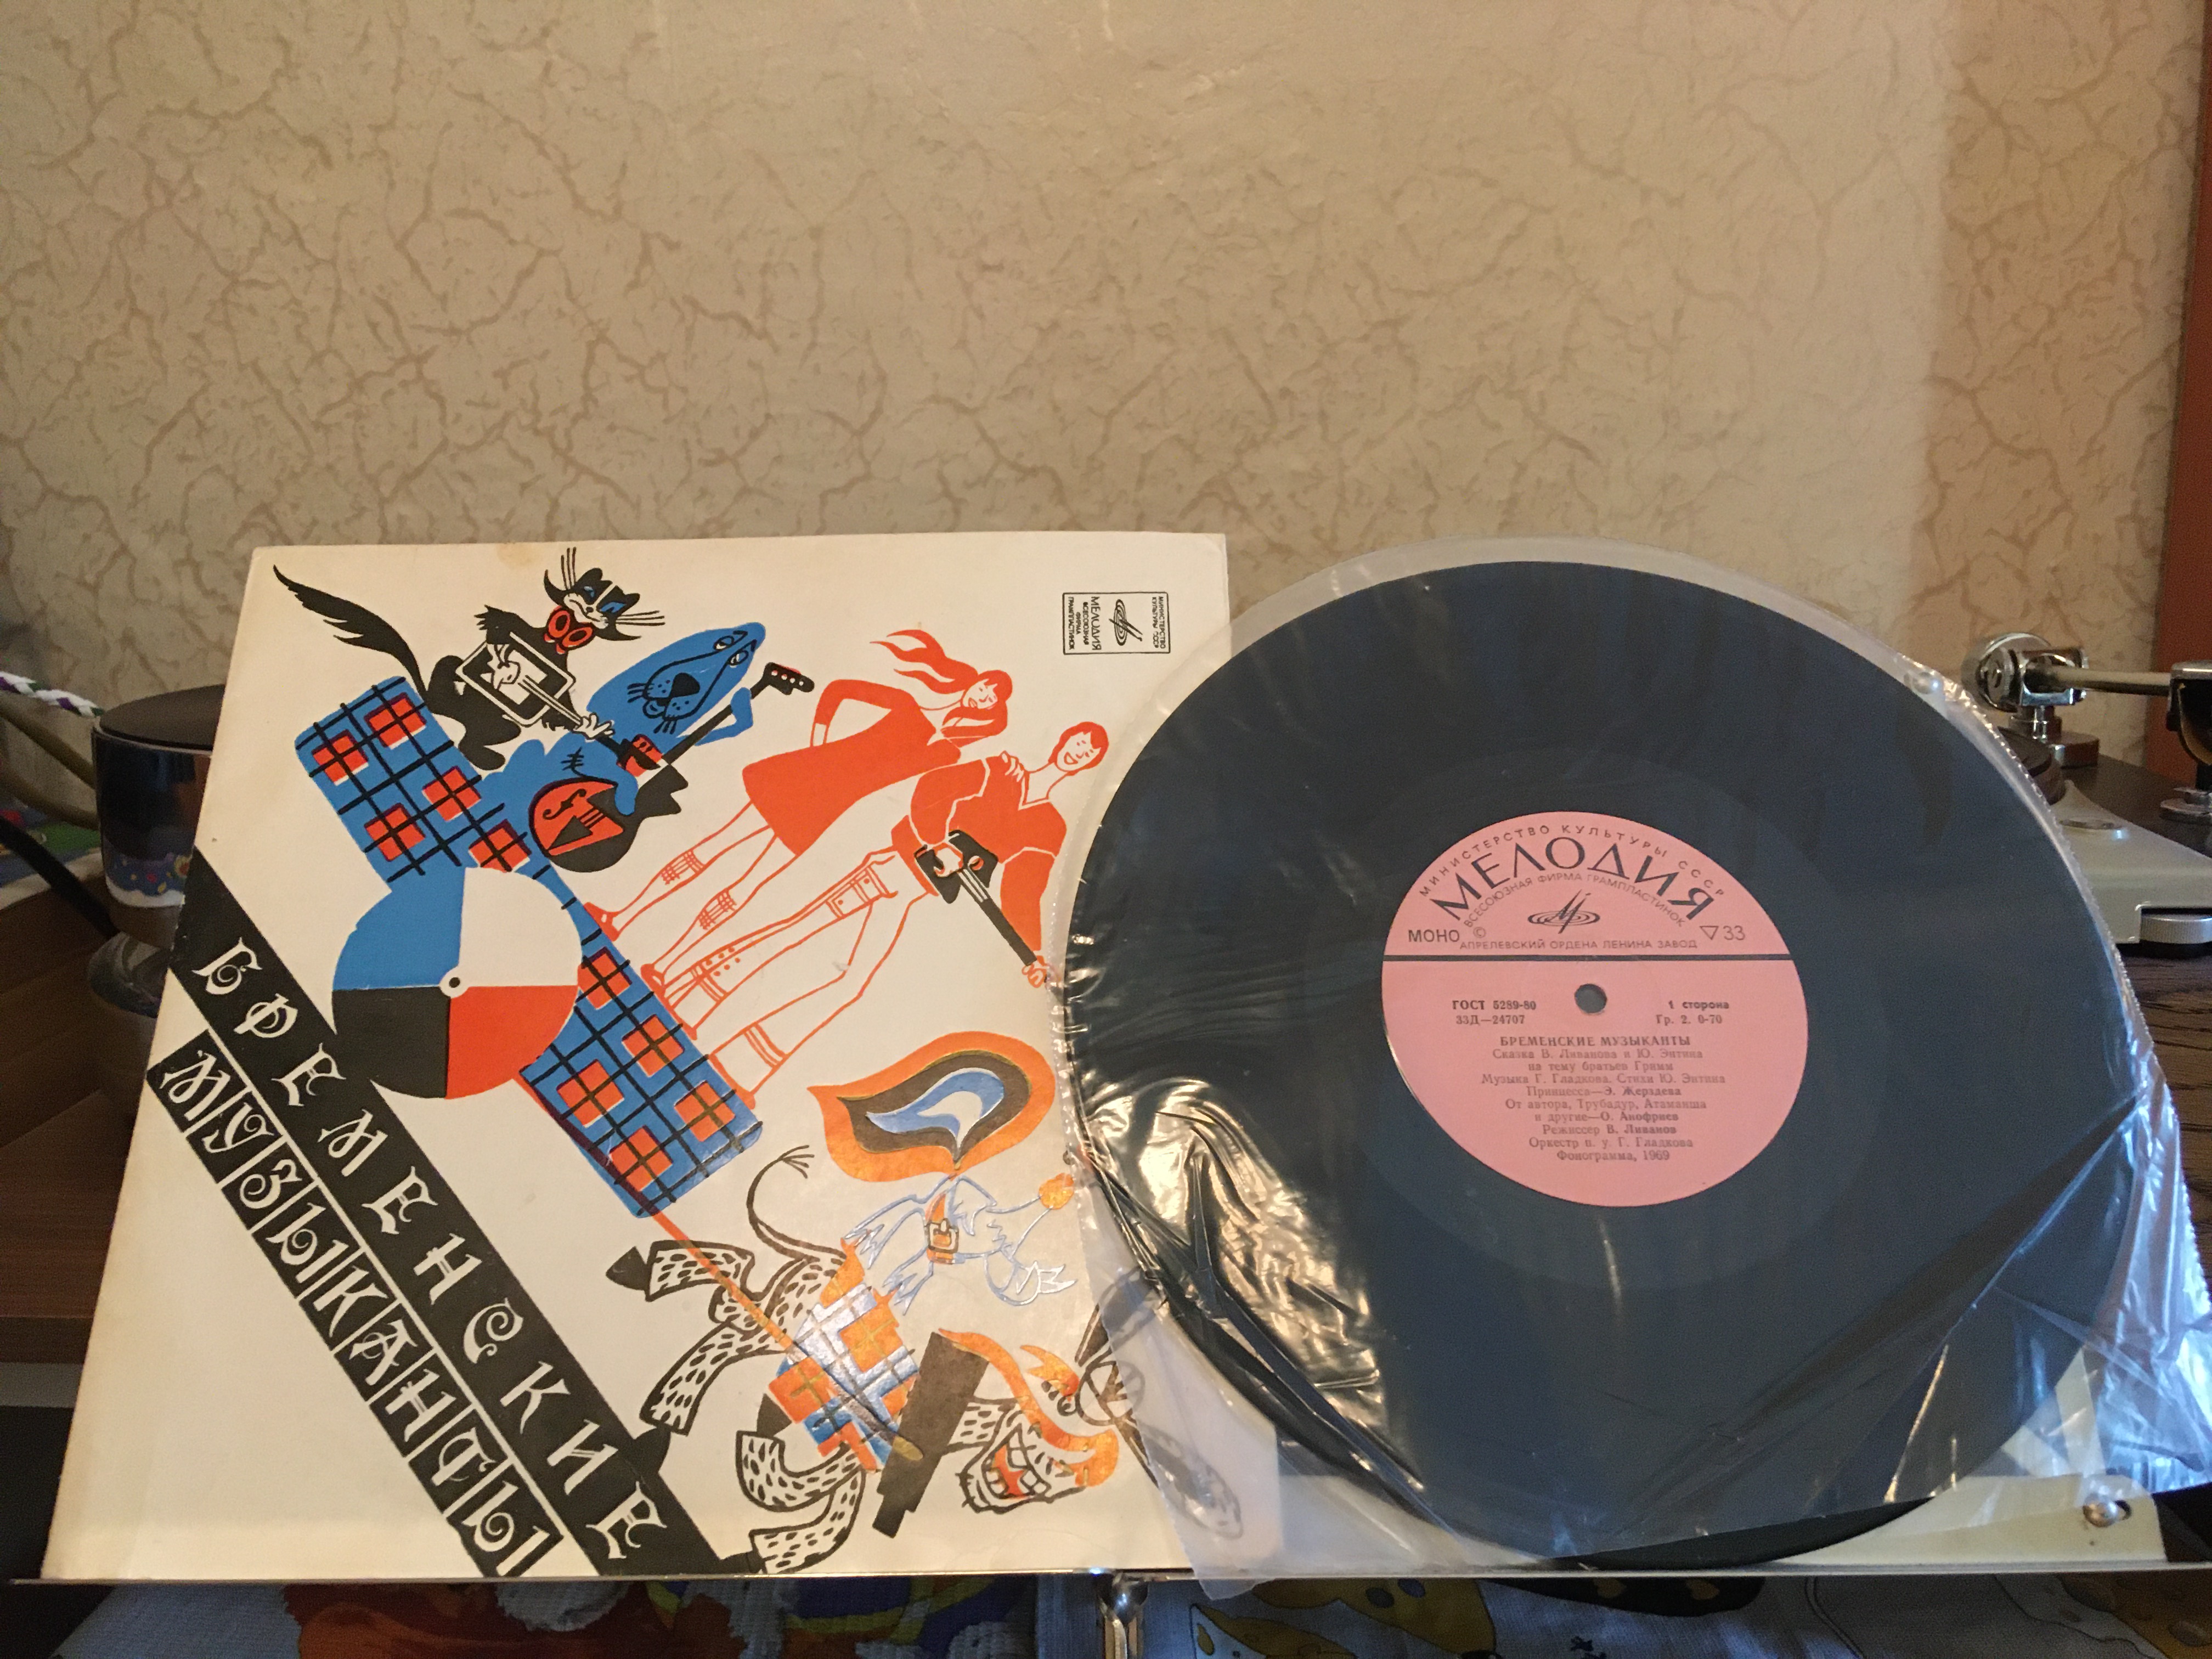 БРЕМЕНСКИЕ
МУЗЫКАНТЫ
МИНИСТЕРСТВО
КУЛЬТУРЫ СССР
МЕЛОДИЯ
ВСЕСОЮЗНАЯ
ФИРМА
ГРАМПЛАСТИНОК
МИНИСТЕРСТВО КУЛЬТУРЫ СССР
МЕЛОДИЯ
ВСЕСОЮЗНАЯ ФИРМА ГРАМПЛАСТИНОК
МОНО © ▽33
АПРЕЛЕВСКИЙ ОРДЕНА ЛЕНИНА ЗАВОД
ГОСТ 5289-80 1 сторона
33Д—24707 Гр. 2. 0-70
БРЕМЕНСКИЕ МУЗЫКАНТЫ
Сказка В. Ливанова и Ю. Энтина
на тему братьев Гримм
Музыка Г. Гладкова, Стихи Ю. Энтина
Принцесса—Э. Жерздева
От автора, Трубадур, Атаманша
и другие—О. Анофриев
Режиссер В. Ливанов
Оркестр п. у. Г. Гладкова
Фонограмма, 1969